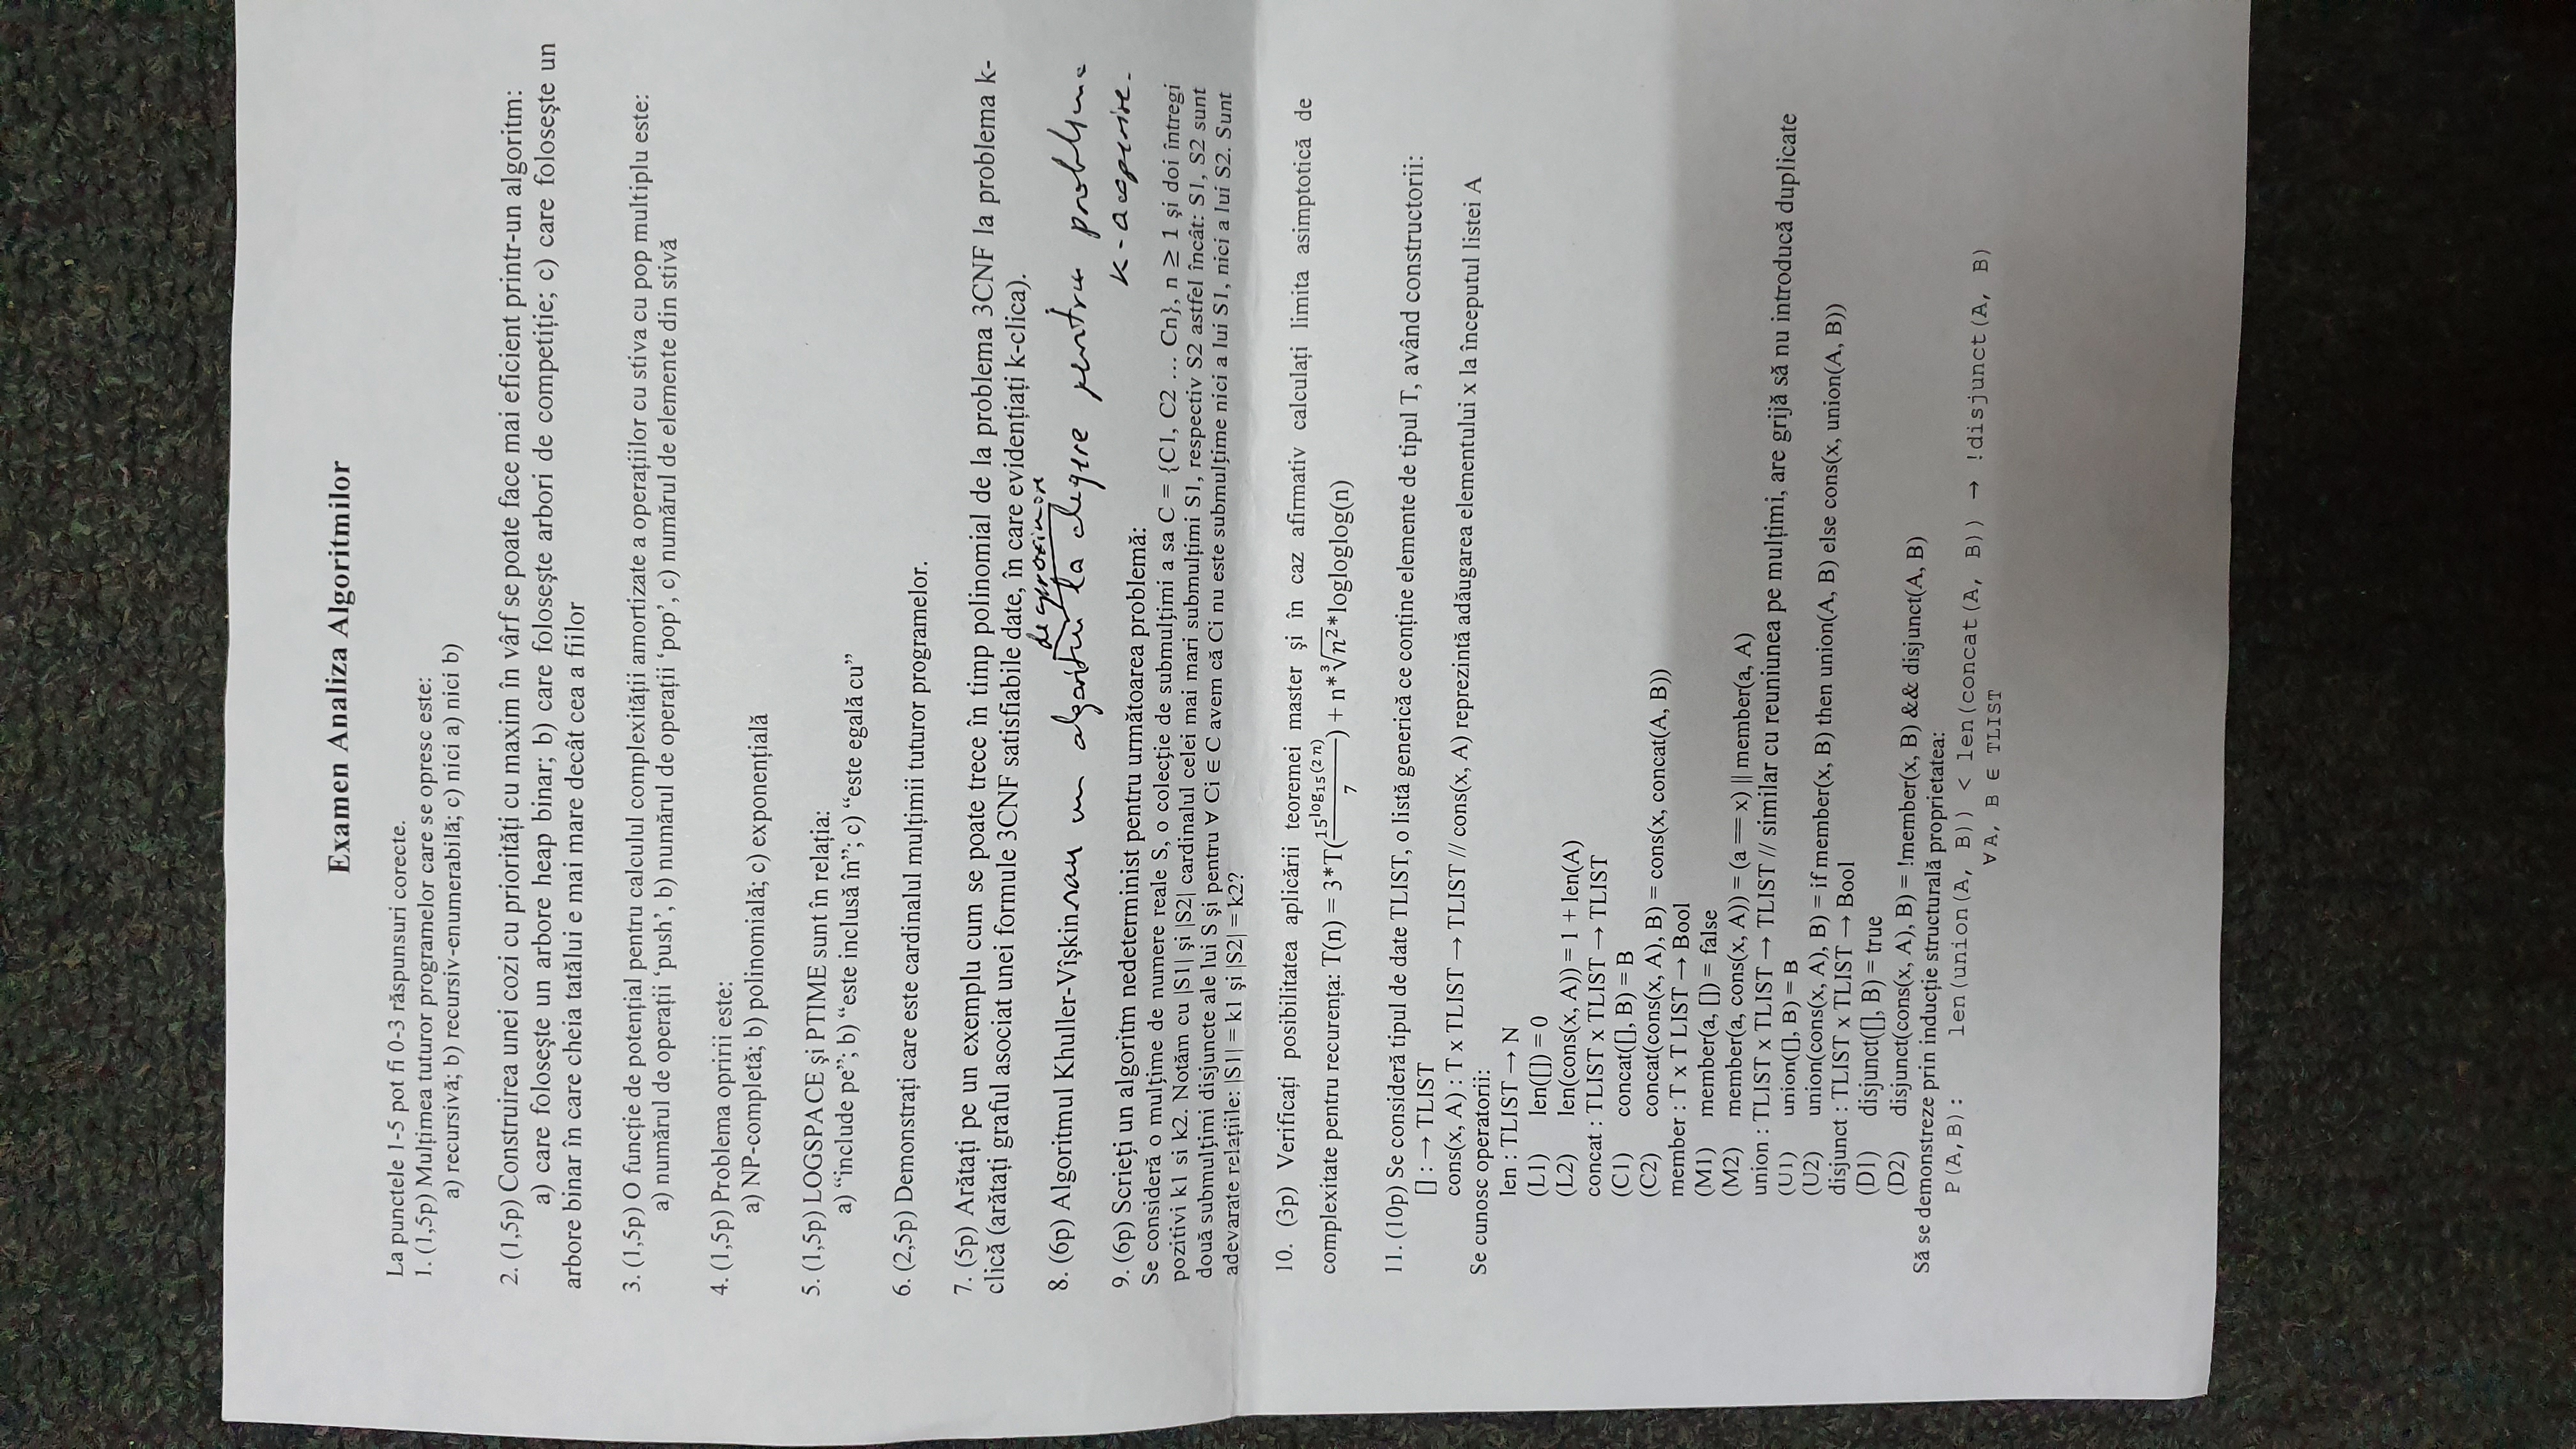 Examen Analiza Algoritmilor
La punctele 1-5 pot fi 0-3 răspunsuri corecte.
1. (1,5p) Mulțimea tuturor programelor care se opresc este:
a) recursivă; b) recursiv-enumerabilă; c) nici a) nici b)
2. (1,5p) Construirea unei cozi cu priorități cu maxim în vârf se poate face mai eficient printr-un algoritm:
a) care foloseşte un arbore heap binar; b) care foloseşte arbori de competiție; c) care foloseşte un
arbore binar în care cheia tatălui e mai mare decât cea a fiilor
3. (1,5p) O funcție de potențial pentru calculul complexității amortizate a operațiilor cu stiva cu pop multiplu este:
a) numărul de operații ‘push’, b) numărul de operații ‘pop’, c) numărul de elemente din stivă
4. (1,5p) Problema opririi este:
a) NP-completă; b) polinomială; c) exponențială
5. (1,5p) LOGSPACE şi PTIME sunt în relația:
a) “include pe”; b) “este inclusă în”; c) “este egală cu”
6. (2,5p) Demonstrați care este cardinalul mulțimii tuturor programelor.
7. (5p) Arătați pe un exemplu cum se poate trece în timp polinomial de la problema 3CNF la problema k-
clică (arătați graful asociat unei formule 3CNF satisfiabile date, în care evidențiați k-clica).
de aproximare
8. (6p) Algoritmul Khuller-Vîşkin sau un algoritm la alegere pentru problema
k-acoperire.
9. (6p) Scrieți un algoritm nedeterminist pentru următoarea problemă:
Se consideră o mulțime de numere reale S, o colecție de submulțimi a sa C = {C1, C2 ... Cn}, n ≥ 1 şi doi întregi
pozitivi k1 si k2. Notăm cu |S1| şi |S2| cardinalul celei mai mari submulțimi S1, respectiv S2 astfel încât: S1, S2 sunt
două submulțimi disjuncte ale lui S şi pentru ∀ Ci ∈ C avem că Ci nu este submulțime nici a lui S1, nici a lui S2. Sunt
adevarate relațiile: |S1| = k1 şi |S2| = k2?
10. (3p) Verificați posibilitatea aplicării teoremei master şi în caz afirmativ calculați limita asimptotică de
complexitate pentru recurența: T(n) = 3*T(15^log₁₅(2 n)/7) + n*∛n²*logloglog(n)
11. (10p) Se consideră tipul de date TLIST, o listă generică ce conține elemente de tipul T, având constructorii:
[] : → TLIST
cons(x, A) : T x TLIST → TLIST // cons(x, A) reprezintă adăugarea elementului x la începutul listei A
Se cunosc operatorii:
len : TLIST → N
(L1) len([]) = 0
(L2) len(cons(x, A)) = 1 + len(A)
concat : TLIST x TLIST → TLIST
(C1) concat([], B) = B
(C2) concat(cons(x, A), B) = cons(x, concat(A, B))
member : T x T LIST → Bool
(M1) member(a, []) = false
(M2) member(a, cons(x, A)) = (a == x) || member(a, A)
union : TLIST x TLIST → TLIST // similar cu reuniunea pe mulțimi, are grijă să nu introducă duplicate
(U1) union([], B) = B
(U2) union(cons(x, A), B) = if member(x, B) then union(A, B) else cons(x, union(A, B))
disjunct : TLIST x TLIST → Bool
(D1) disjunct([], B) = true
(D2) disjunct(cons(x, A), B) = !member(x, B) && disjunct(A, B)
Să se demonstreze prin inducție structurală proprietatea:
P(A,B): len(union(A, B)) < len(concat(A, B)) → !disjunct(A, B)
∀A, B ∈ TLIST